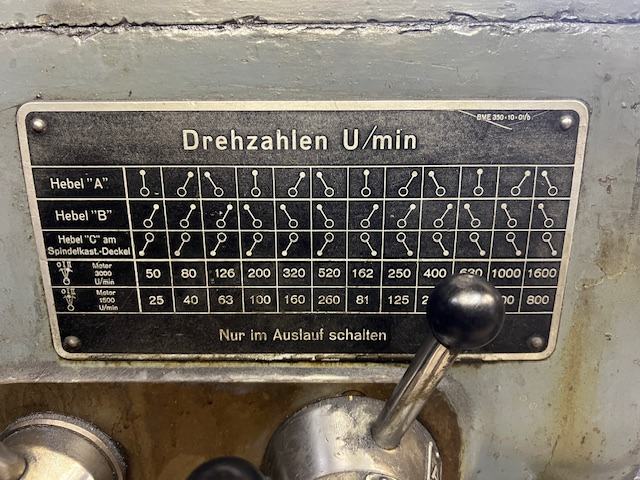 BME 350·10·01/b
Drehzahlen U/min
Hebel "A"
Hebel "B"
Hebel "C" am
Spindelkast.-Deckel
Motor 3000 U/min 50 80 126 200 320 520 162 250 400 630 1000 1600
Motor 1500 U/min 25 40 63 100 160 260 81 125 800
Nur im Auslauf schalten